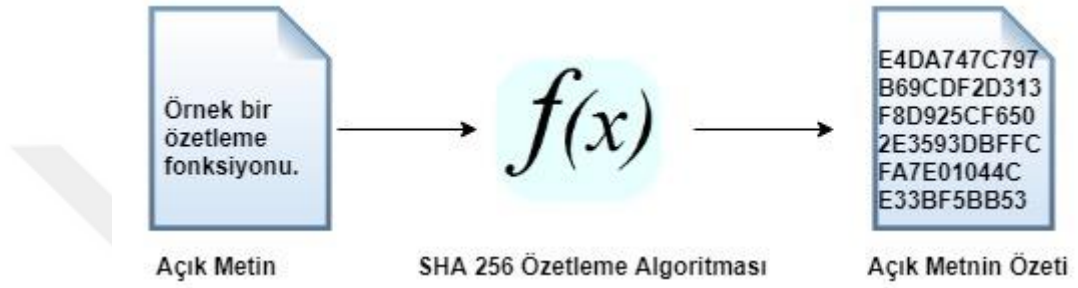 Örnek bir
özetleme
fonksiyonu.
f(x)
E4DA747C797
B69CDF2D313
F8D925CF650
2E3593DBFFC
FA7E01044C
E33BF5BB53
Açık Metin
SHA 256 Özetleme Algoritması
Açık Metnin Özeti